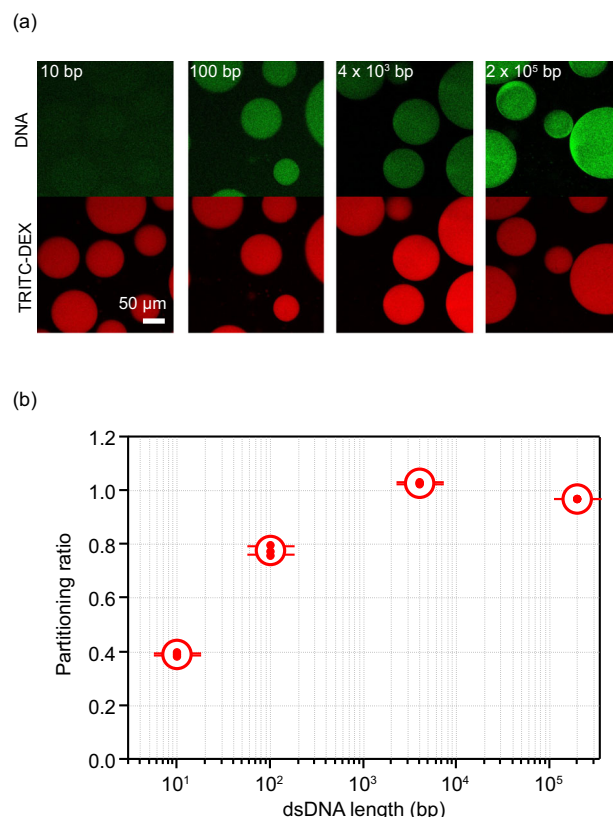 (a)
10 bp 100 bp 4 x 10³ bp 2 x 10⁵ bp
DNA
TRITC-DEX
50 µm
(b)
1.2
1.0
0.8
0.6
0.4
0.2
0.0
Partitioning ratio
10¹ 10² 10³ 10⁴ 10⁵
dsDNA length (bp)